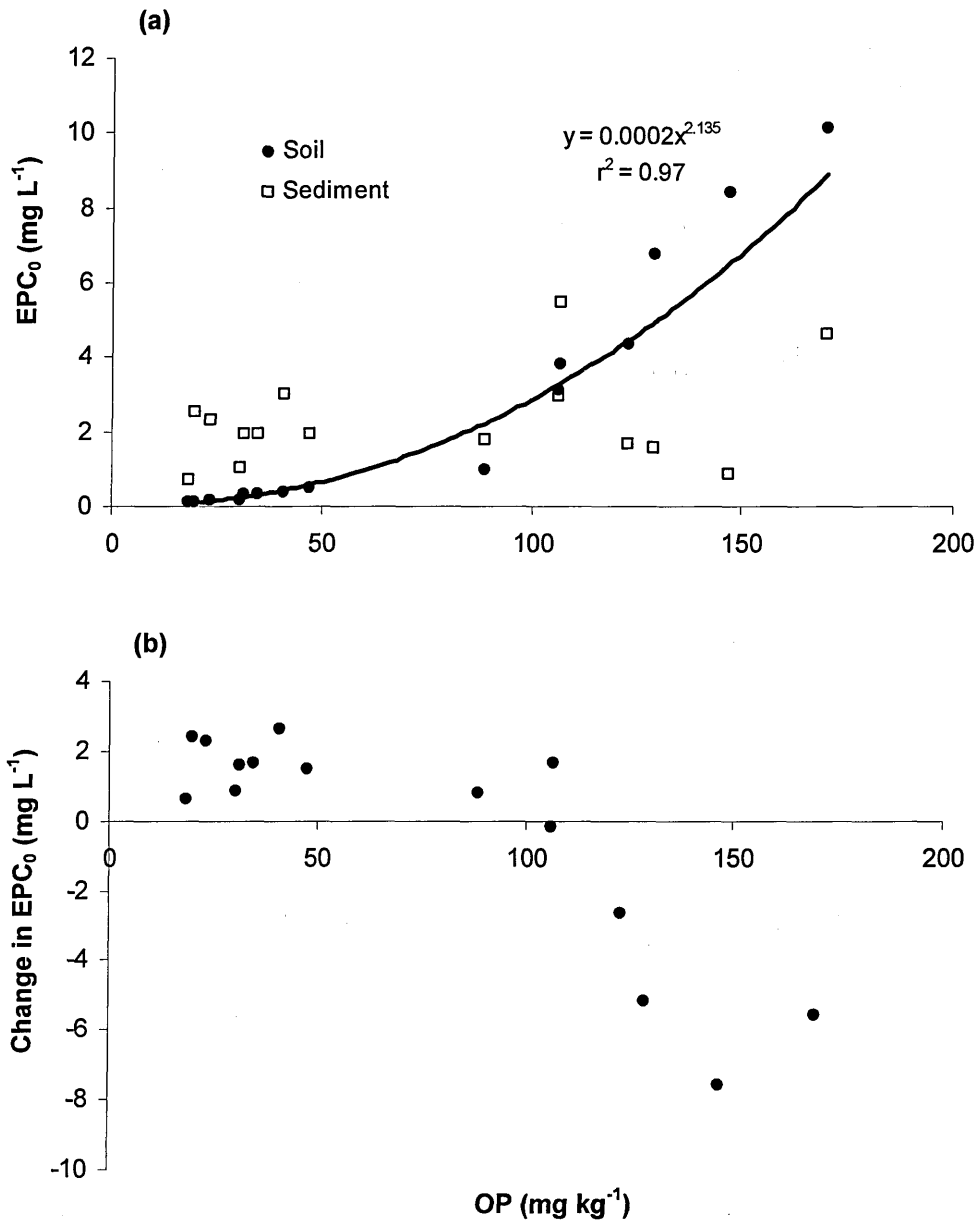 (a)
12
10
8
6
4
2
0
EPC₀ (mg L⁻¹)
● Soil
□ Sediment
y = 0.0002x^2.135
r² = 0.97
0 50 100 150 200
(b)
4
2
0
-2
-4
-6
-8
-10
Change in EPC₀ (mg L⁻¹)
0 50 100 150 200
OP (mg kg⁻¹)